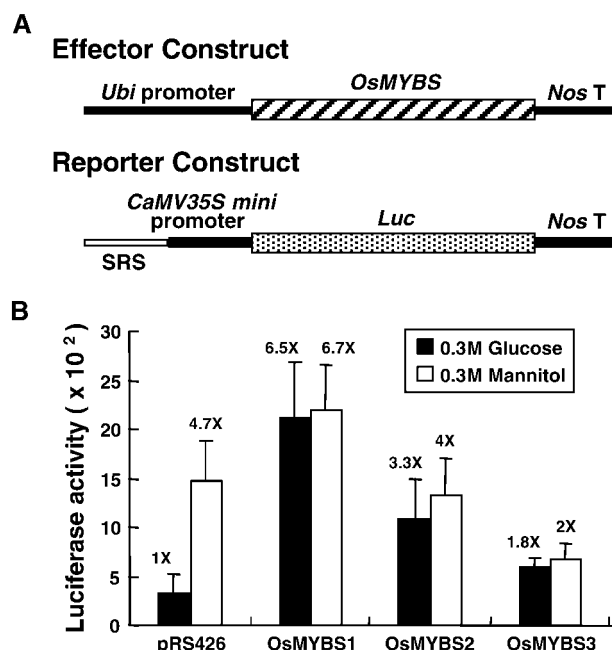 A
Effector Construct
Ubi promoter
OsMYBS
Nos T
Reporter Construct
CaMV35S mini
promoter
Luc
Nos T
SRS
B
Luciferase activity ( x 10 2 )
30
25
20
15
10
5
0
0.3M Glucose
0.3M Mannitol
1X
4.7X
6.5X
6.7X
3.3X
4X
1.8X
2X
pRS426
OsMYBS1
OsMYBS2
OsMYBS3